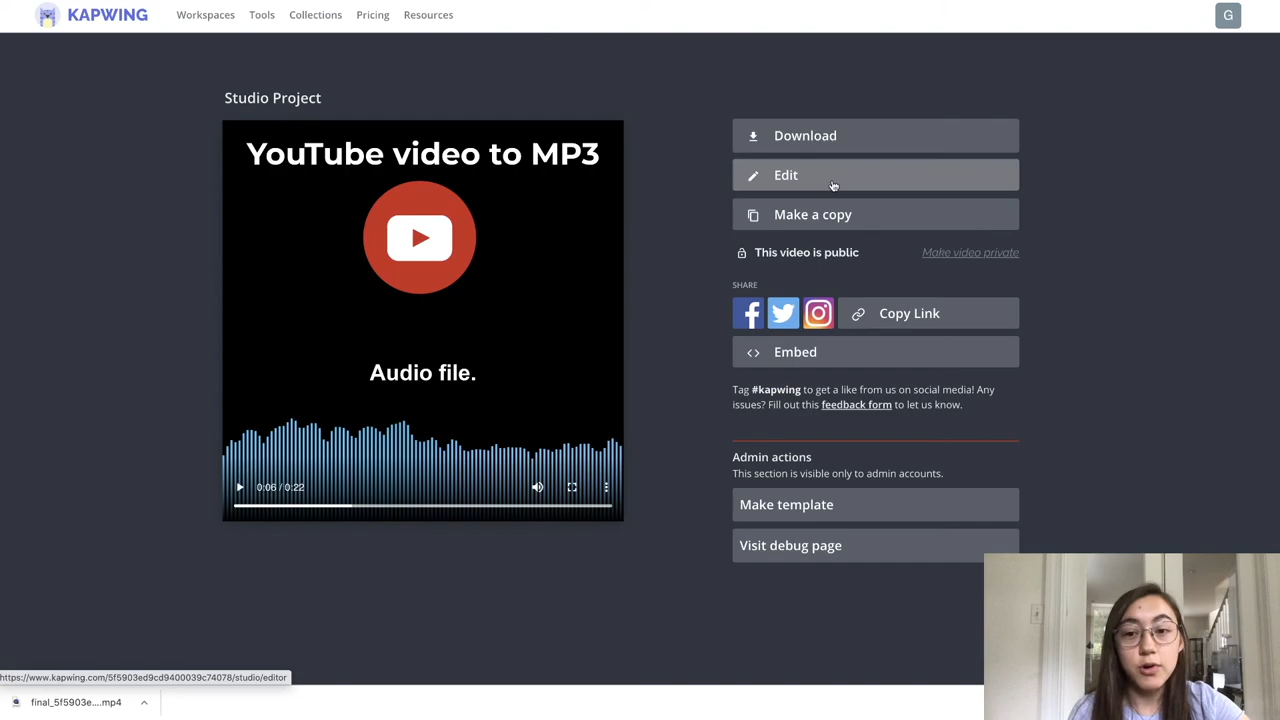 KAPWING
Workspaces
Tools
Collections
Pricing
Resources
G
Studio Project
YouTube video to MP3
Audio file.
0:06 / 0:22
Download
Edit
Make a copy
This video is public
Make video private
SHARE
Copy Link
Embed
Tag #kapwing to get a like from us on social media! Any
issues? Fill out this feedback form to let us know.
Admin actions
This section is visible only to admin accounts.
Make template
Visit debug page
https://www.kapwing.com/5f5903ed9cd9400039c74078/studio/editor
final_5f5903e....mp4